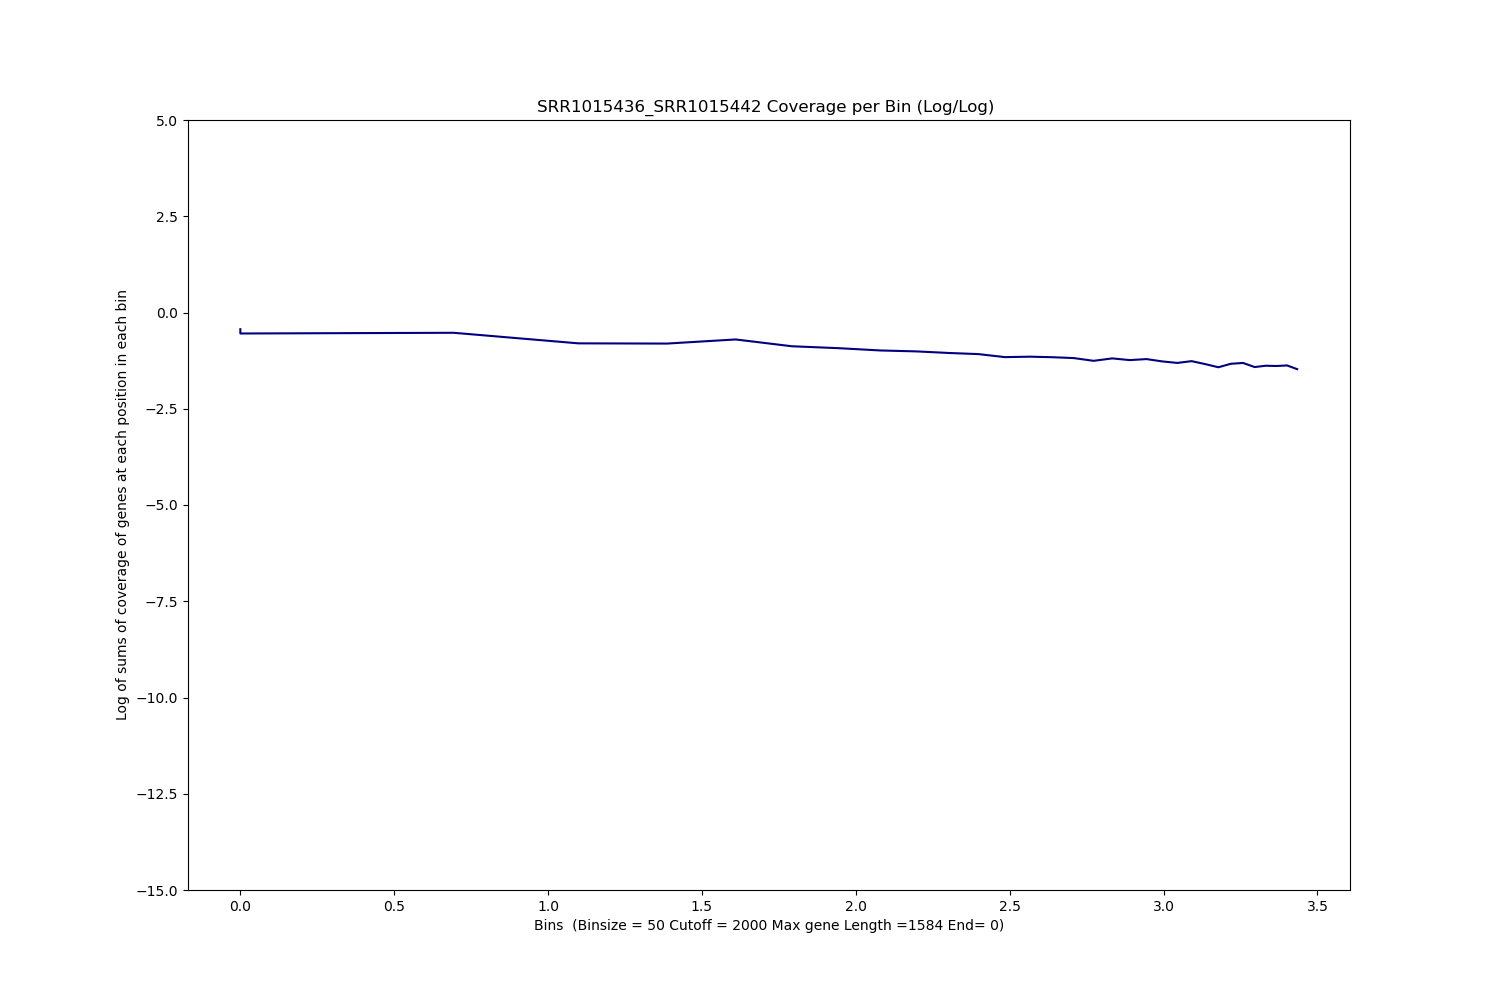 SRR1015436_SRR1015442 Coverage per Bin (Log/Log)
5.0
2.5
0.0
−2.5
−5.0
−7.5
−10.0
−12.5
−15.0
Log of sums of coverage of genes at each position in each bin
0.0 0.5 1.0 1.5 2.0 2.5 3.0 3.5
Bins  (Binsize = 50 Cutoff = 2000 Max gene Length =1584 End= 0)